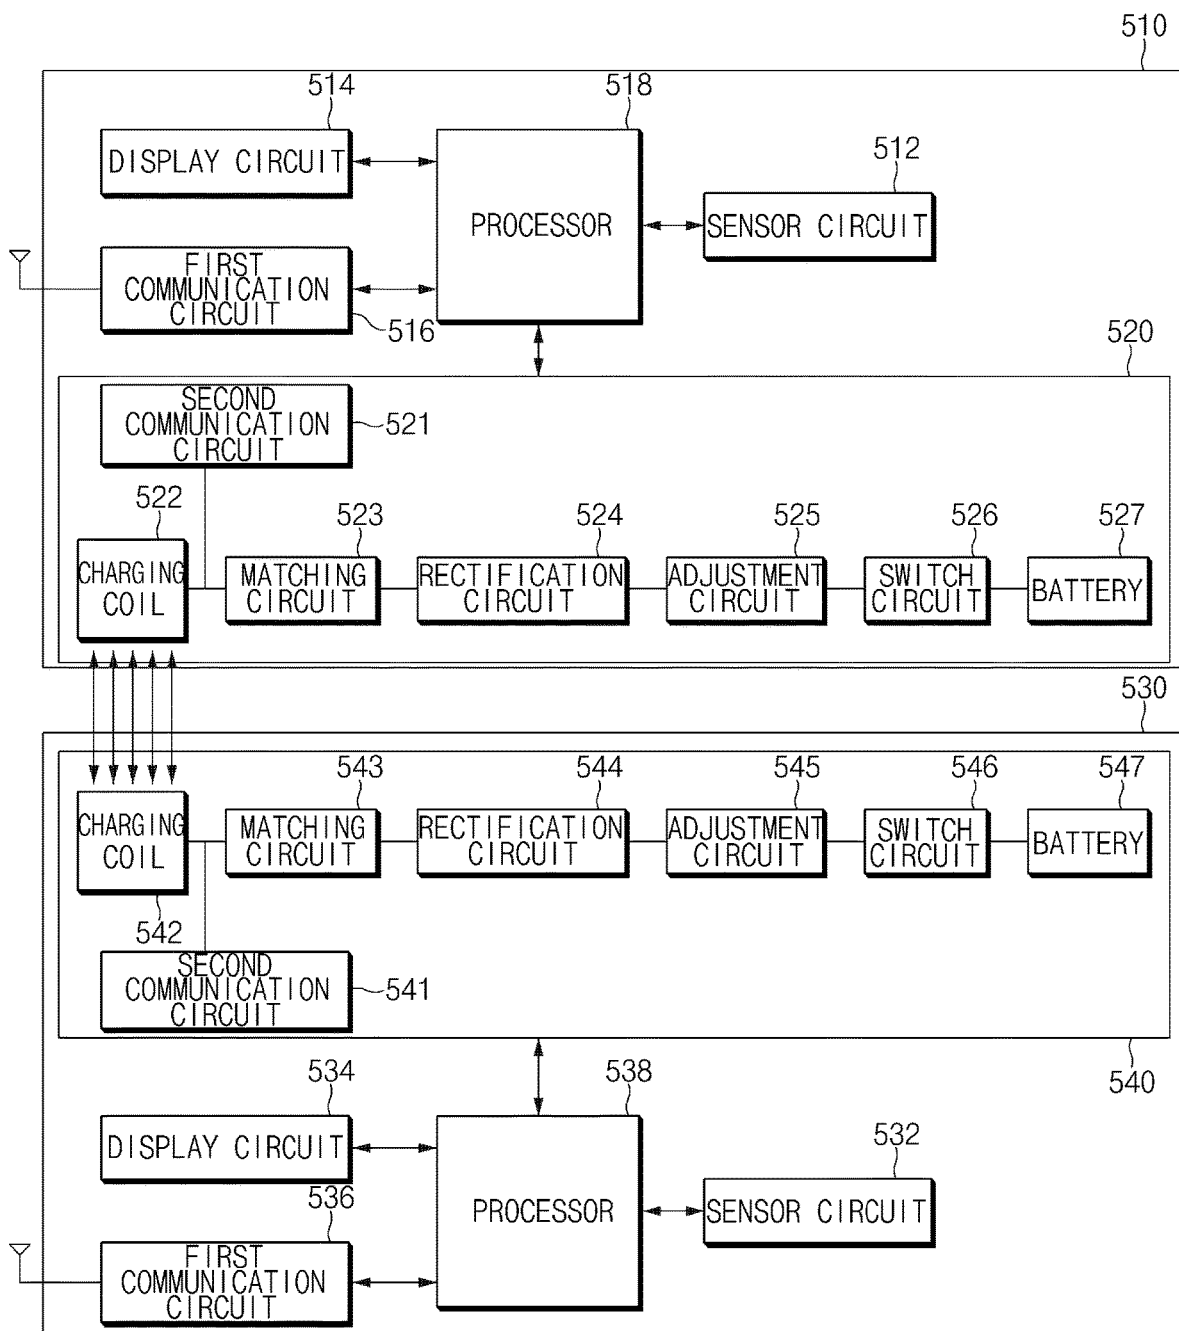 510
514
518
DISPLAY CIRCUIT
512
PROCESSOR
SENSOR CIRCUIT
FIRST
COMMUNICATION
CIRCUIT
516
520
SECOND
COMMUNICATION
CIRCUIT
521
522
523
524
525
526
527
CHARGING
COIL
MATCHING
CIRCUIT
RECTIFICATION
CIRCUIT
ADJUSTMENT
CIRCUIT
SWITCH
CIRCUIT
BATTERY
530
543
544
545
546
547
CHARGING
COIL
MATCHING
CIRCUIT
RECTIFICATION
CIRCUIT
ADJUSTMENT
CIRCUIT
SWITCH
CIRCUIT
BATTERY
542
SECOND
COMMUNICATION
CIRCUIT
541
540
534
538
DISPLAY CIRCUIT
532
PROCESSOR
SENSOR CIRCUIT
536
FIRST
COMMUNICATION
CIRCUIT